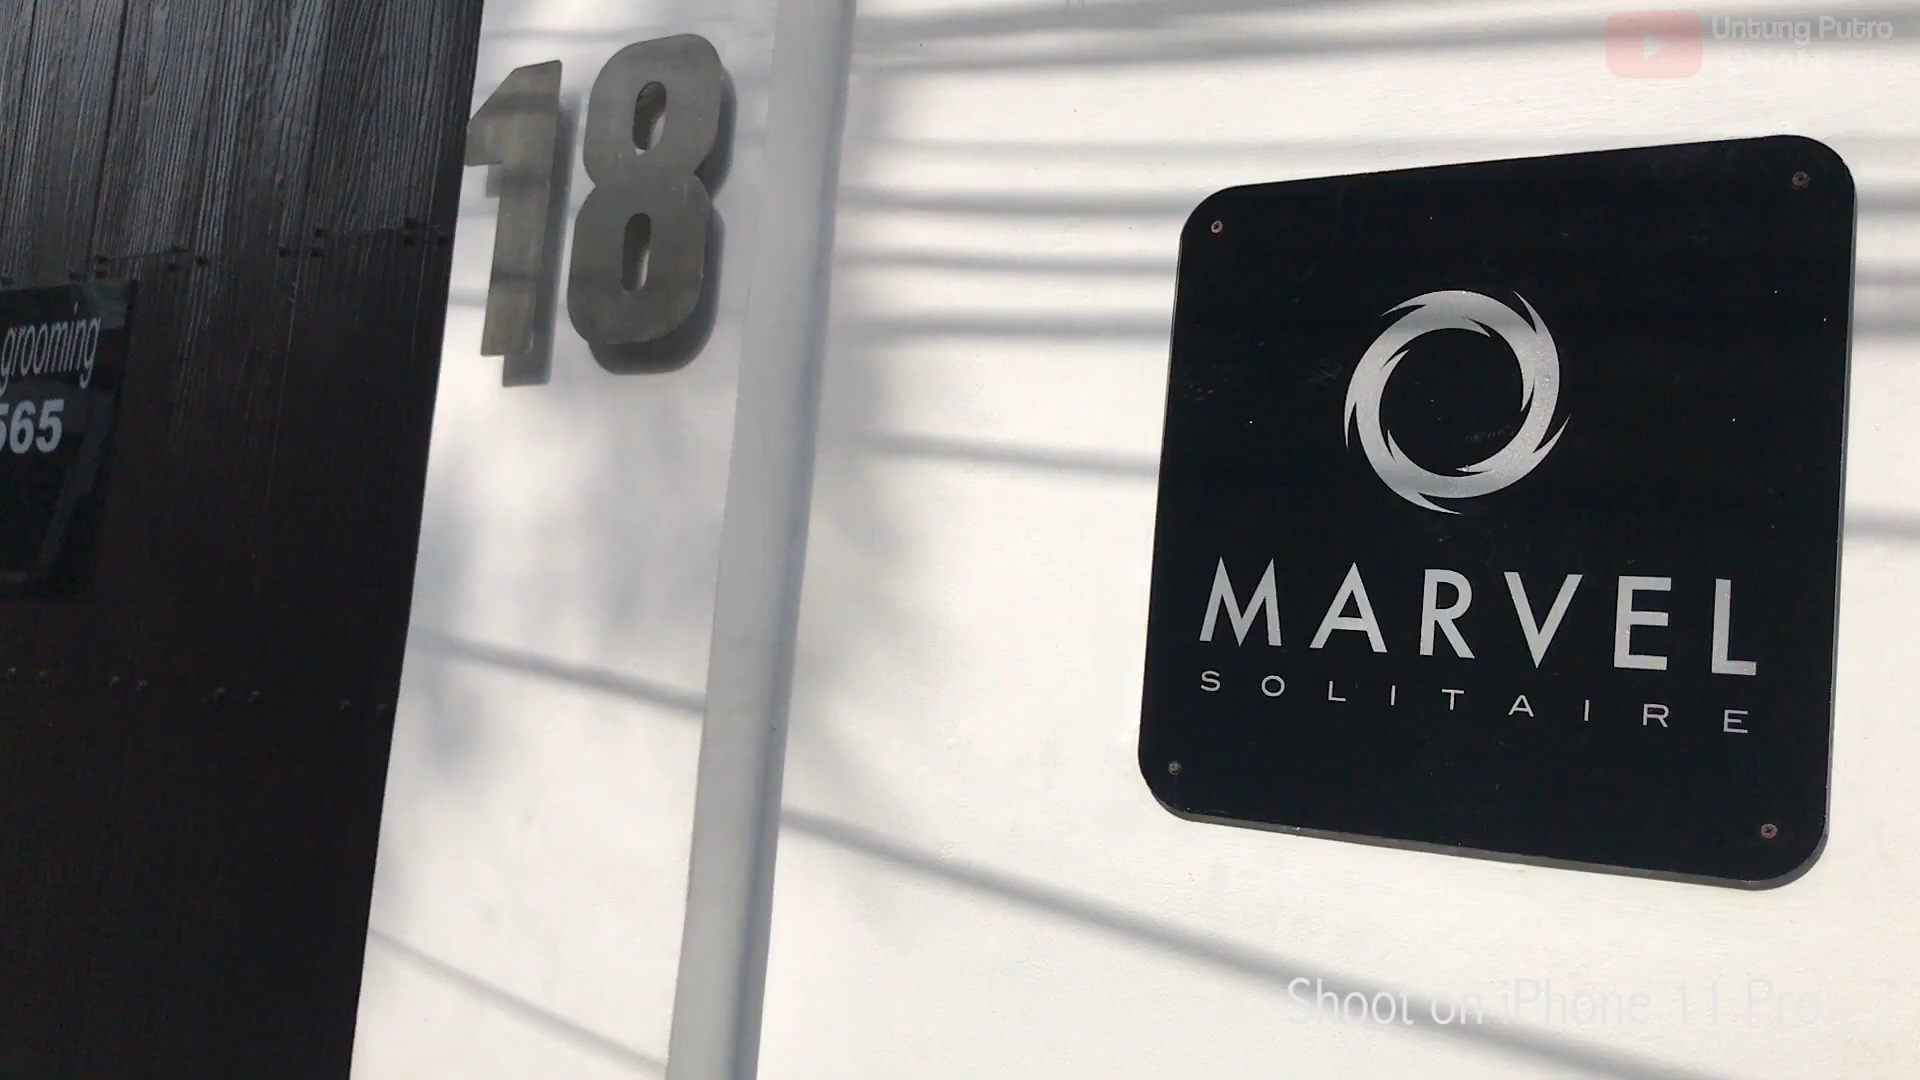 Untung Putro
18
grooming
565
MARVEL
SOLITAIRE
Shoot on iPhone 11 Pro